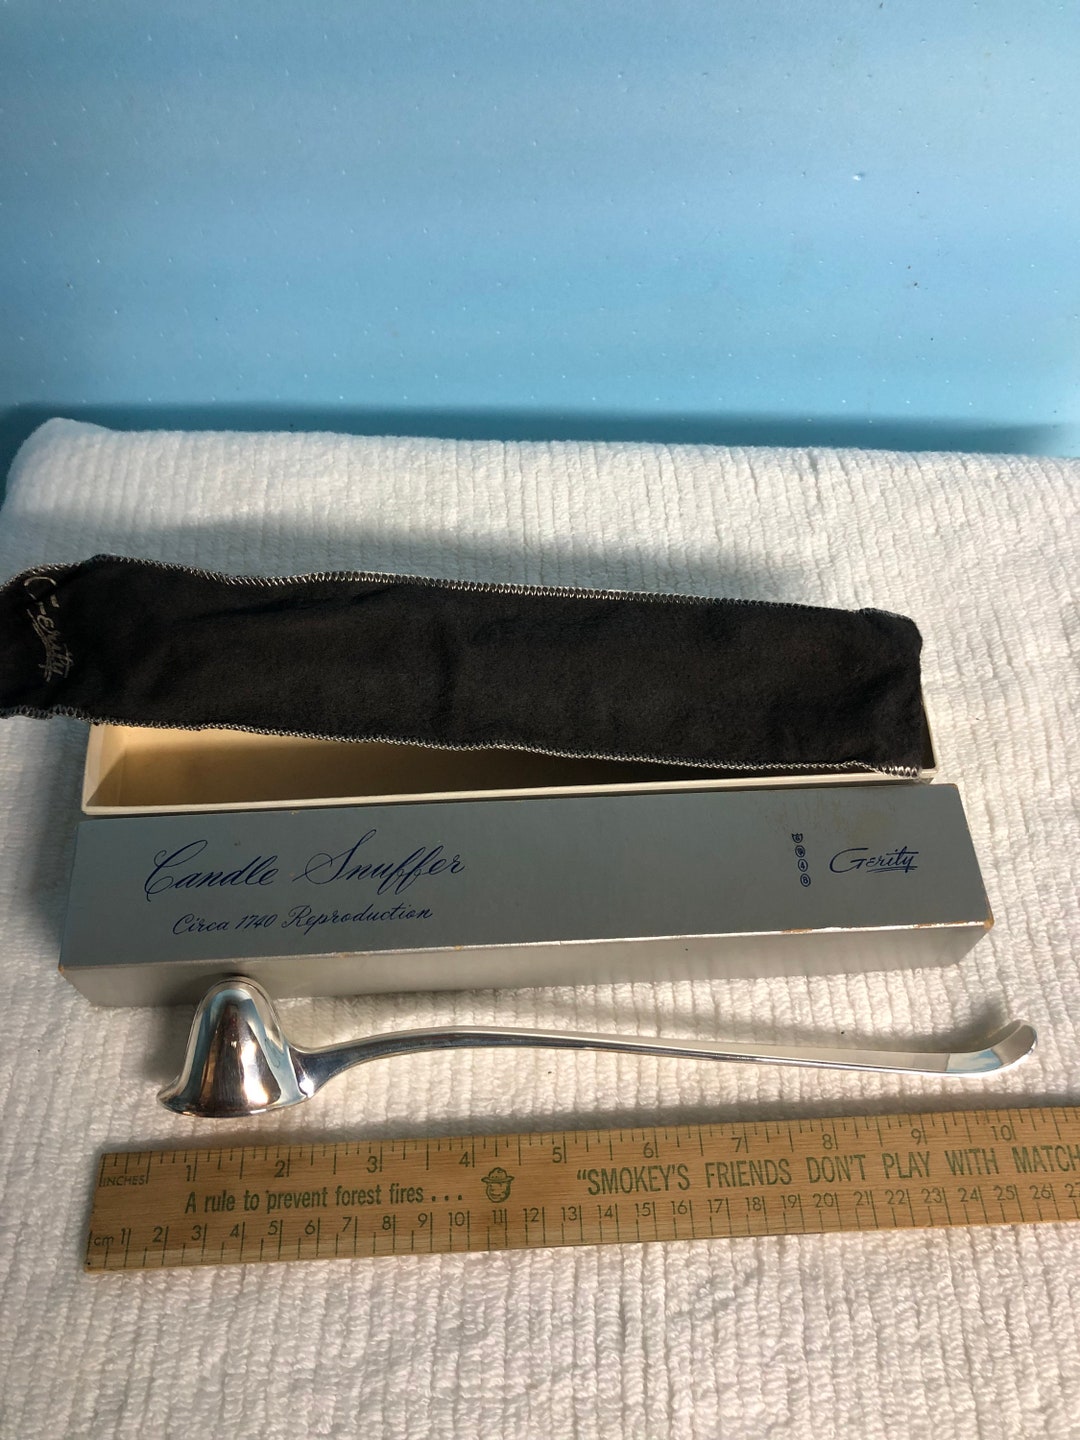 Gerity
Candle Snuffer
Circa 1740 Reproduction
Gerity
INCHES 1 2 3 4 5 6 7 8 9 10
A rule to prevent forest fires... "SMOKEY'S FRIENDS DON'T PLAY WITH MATCH
cm 1 2 3 4 5 6 7 8 9 10 11 12 13 14 15 16 17 18 19 20 21 22 23 24 25 26 27